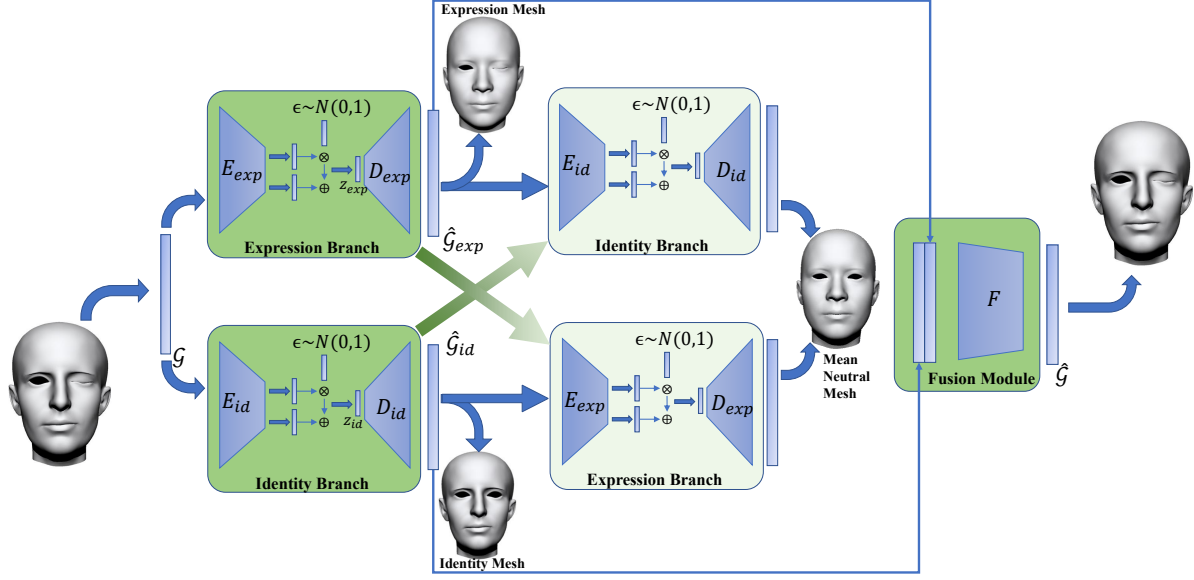 Expression Mesh
ϵ~N(0,1)
E_exp
z_exp
D_exp
Expression Branch
Ĝ_exp
ϵ~N(0,1)
E_id
D_id
Identity Branch
G
ϵ~N(0,1)
E_id
z_id
D_id
Identity Branch
Ĝ_id
Identity Mesh
ϵ~N(0,1)
E_exp
D_exp
Expression Branch
Mean
Neutral
Mesh
F
Fusion Module
Ĝ